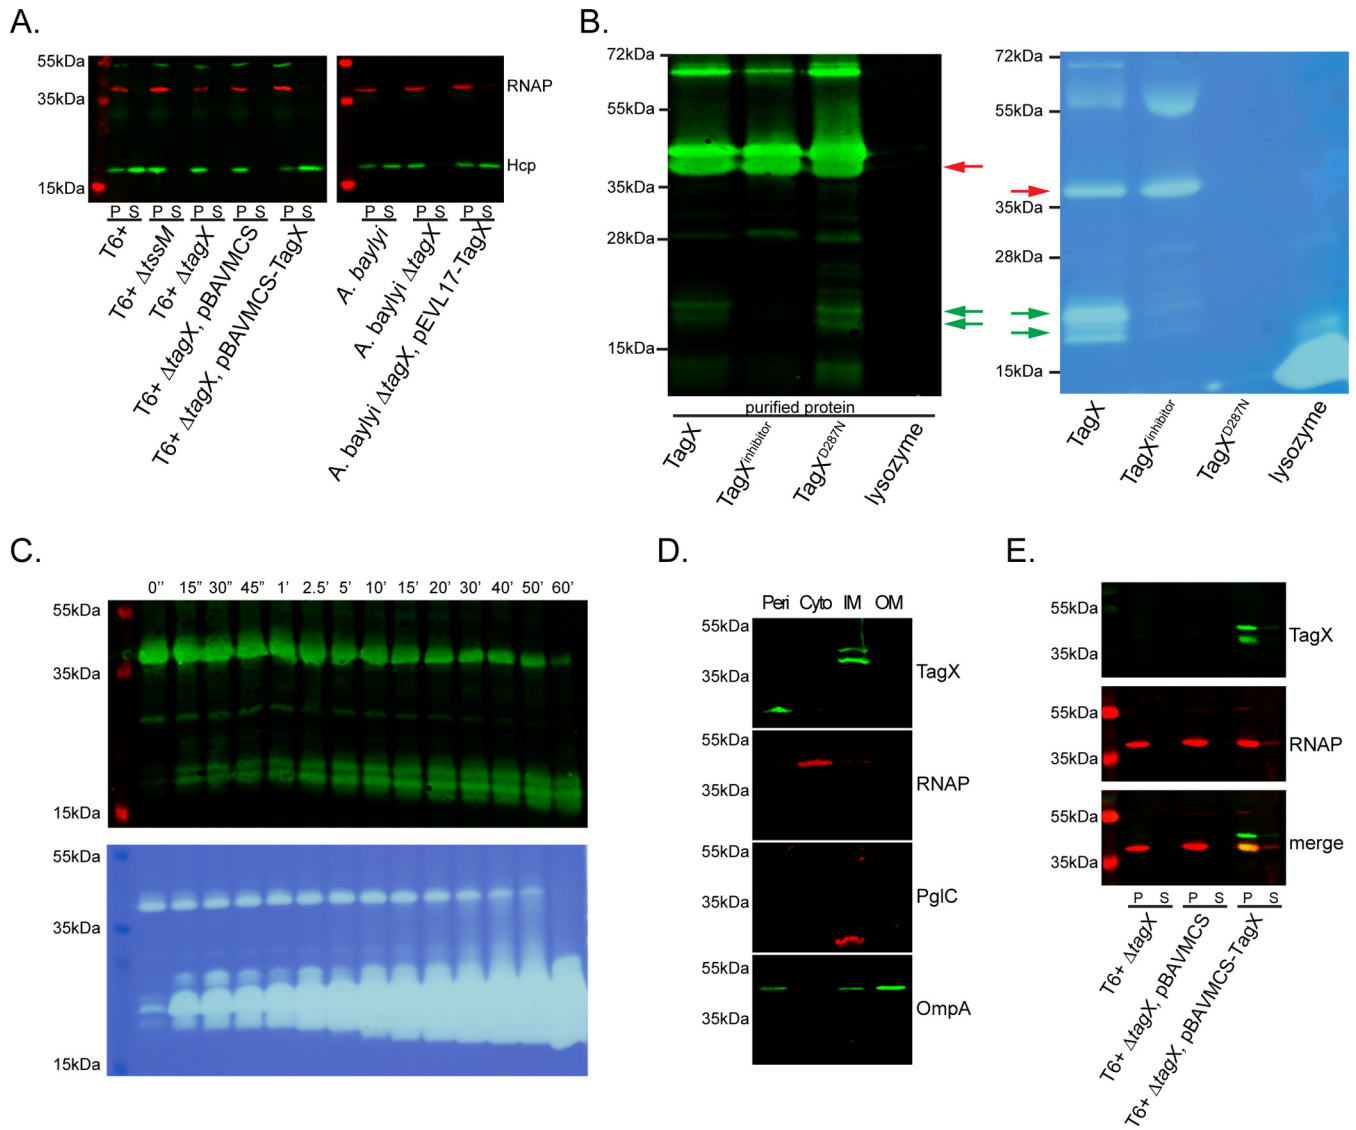 A.
55kDa
35kDa
15kDa
RNAP
Hcp
P S P S P S P S P S
P S P S P S
T6+
T6+ ΔtssM
T6+ ΔtagX
T6+ ΔtagX, pBAVMCS
T6+ ΔtagX, pBAVMCS-TagX
A. baylyi
A. baylyi ΔtagX
A. baylyi ΔtagX, pEVL17-TagX
B.
72kDa
55kDa
35kDa
28kDa
15kDa
purified protein
TagX
TagXinhibitor
TagXD287N
lysozyme
72kDa
55kDa
35kDa
28kDa
15kDa
TagX
TagXinhibitor
TagXD287N
lysozyme
C.
0'' 15'' 30'' 45'' 1' 2.5' 5' 10' 15' 20' 30' 40' 50' 60'
55kDa
35kDa
15kDa
55kDa
35kDa
15kDa
D.
Peri Cyto IM OM
55kDa
35kDa
TagX
55kDa
35kDa
RNAP
55kDa
35kDa
PglC
55kDa
35kDa
OmpA
E.
55kDa
35kDa
TagX
55kDa
35kDa
RNAP
55kDa
35kDa
merge
P S P S P S
T6+ ΔtagX
T6+ ΔtagX, pBAVMCS
T6+ ΔtagX, pBAVMCS-TagX